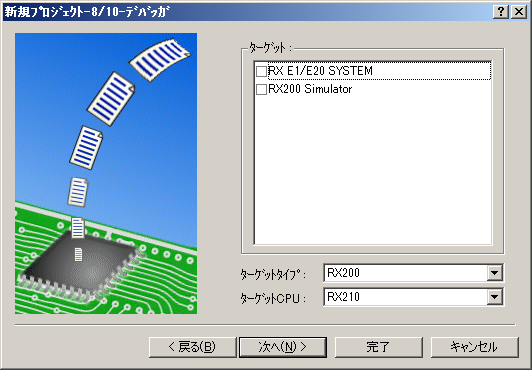 新規ﾌﾟﾛｼﾞｪｸﾄ-8/10-ﾃﾞﾊﾞｯｶﾞ
ﾀｰｹﾞｯﾄ :
RX E1/E20 SYSTEM
RX200 Simulator
ﾀｰｹﾞｯﾄﾀｲﾌﾟ : RX200
ﾀｰｹﾞｯﾄCPU : RX210
< 戻る(B) 次へ(N) > 完了 キャンセル